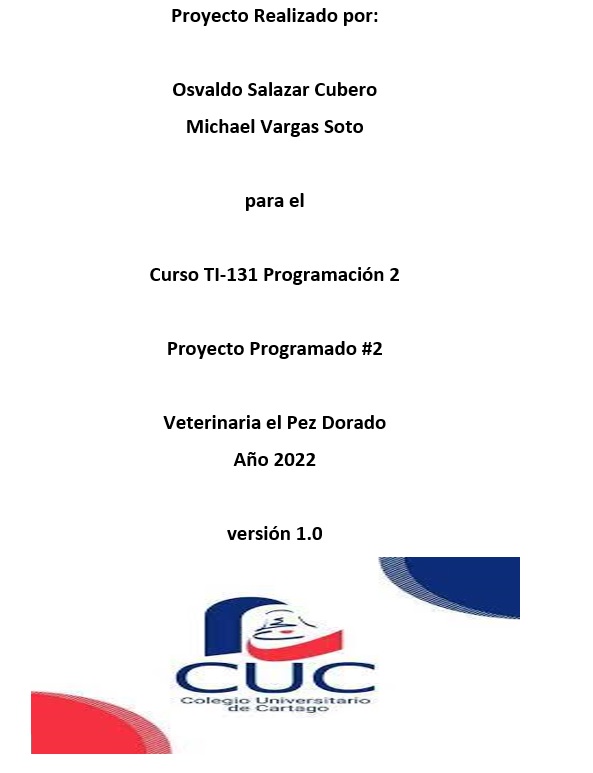 Proyecto Realizado por:
Osvaldo Salazar Cubero
Michael Vargas Soto
para el
Curso TI-131 Programación 2
Proyecto Programado #2
Veterinaria el Pez Dorado
Año 2022
versión 1.0
CUC
Colegio Universitario
de Cartago